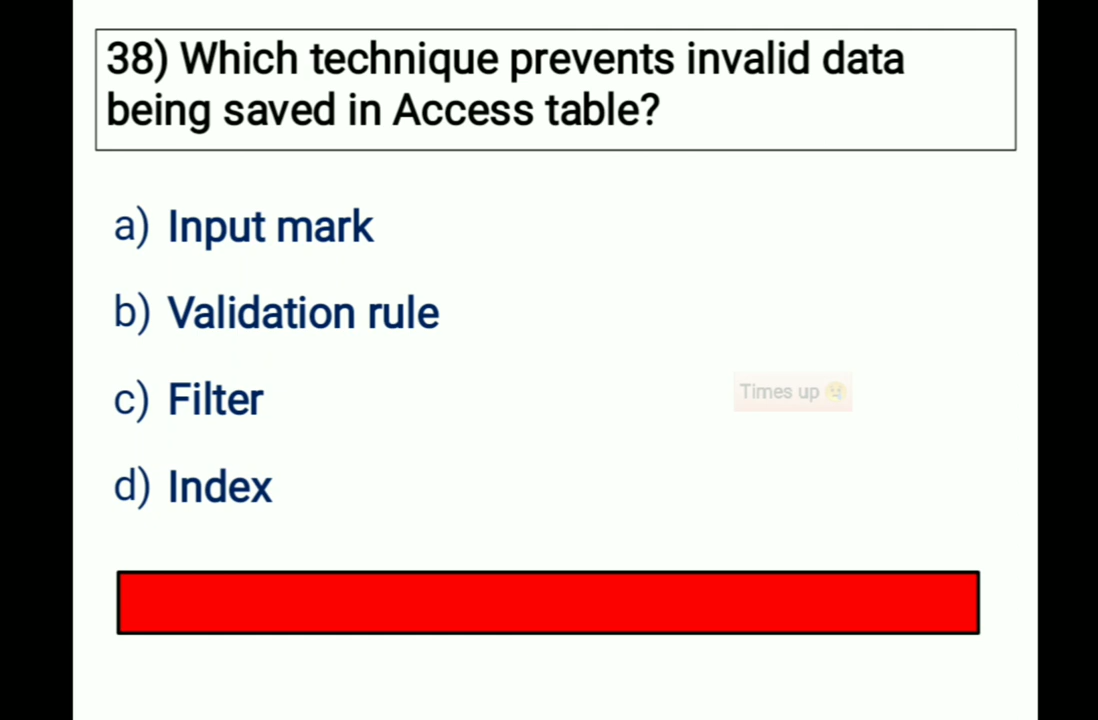 38) Which technique prevents invalid data
being saved in Access table?
a) Input mark
b) Validation rule
c) Filter
Times up 😢
d) Index